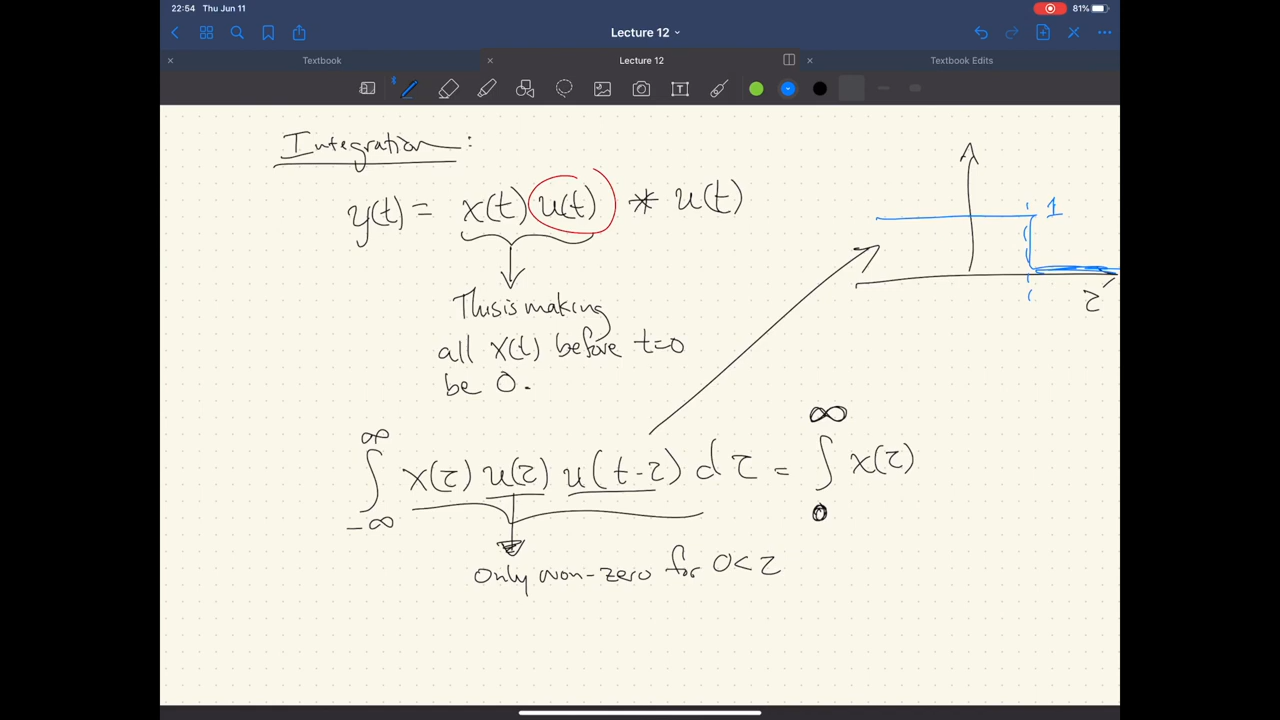 22:54 Thu Jun 11
81%
Lecture 12
Textbook
Lecture 12
Textbook Edits
Integration:
y(t) = x(t) u(t) * u(t)
This is making
all x(t) before t=0
be 0.
1
τ
∫_{-∞}^{∞} x(τ) u(τ) u(t-τ) dτ = ∫_{0}^{∞} x(τ)
Only non-zero for 0<τ